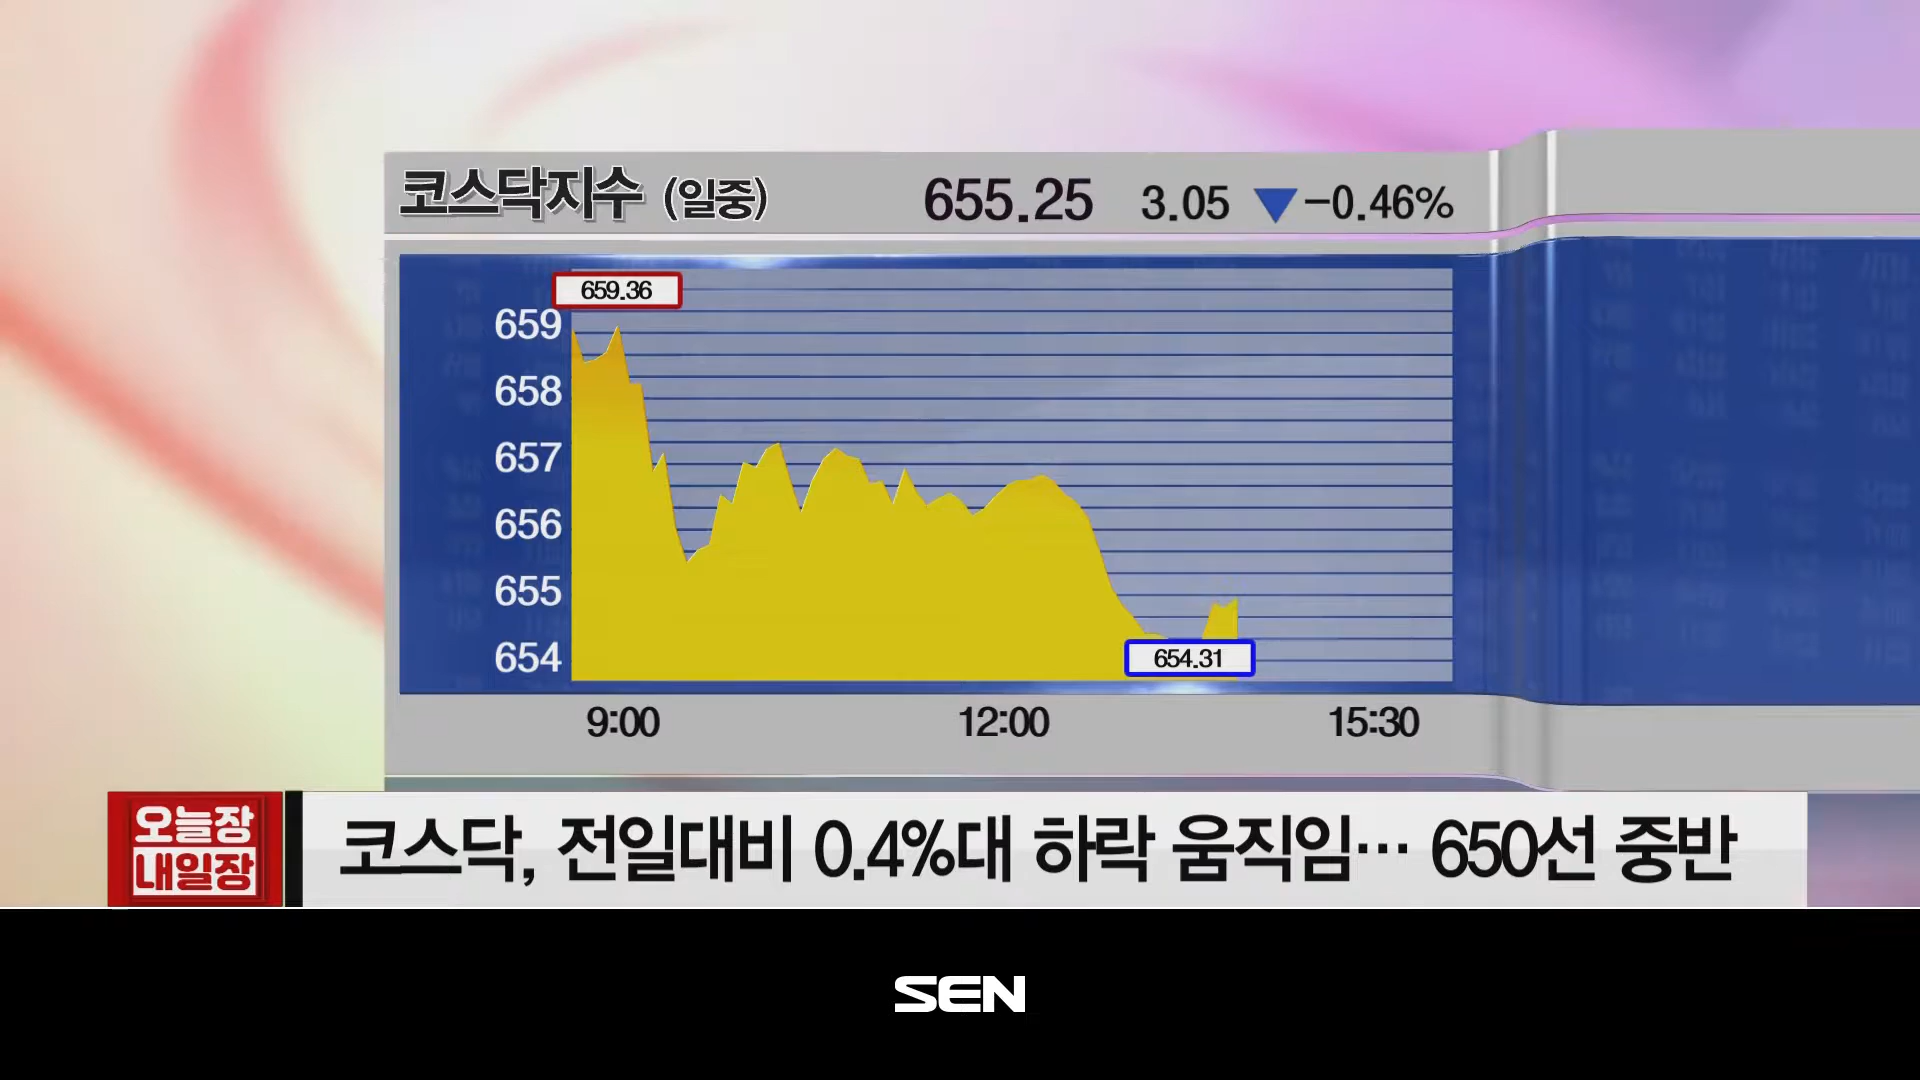 코스닥지수 (일중) 655.25 3.05 ▼-0.46%
659.36
659
658
657
656
655
654
654.31
9:00 12:00 15:30
오늘장
내일장
코스닥, 전일대비 0.4%대 하락 움직임… 650선 중반
SEN